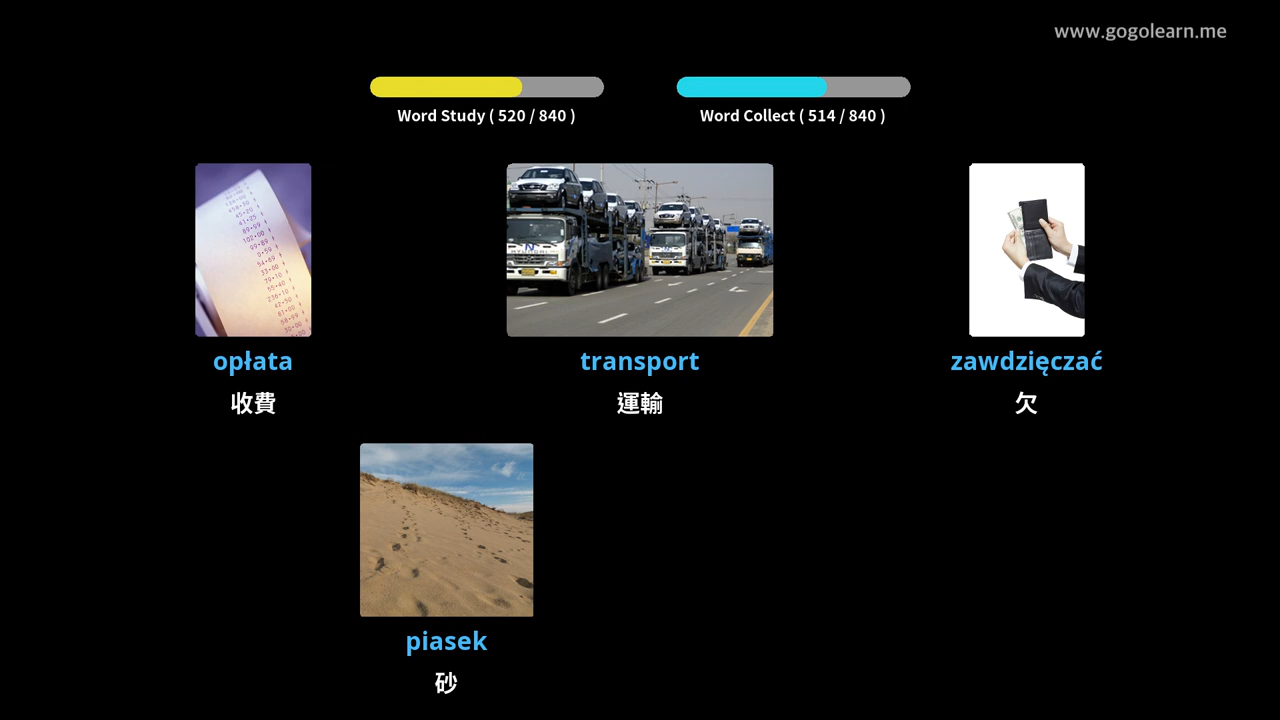 www.gogolearn.me
Word Study ( 520 / 840 )
Word Collect ( 514 / 840 )
opłata
transport
zawdzięczać
收費
運輸
欠
piasek
砂